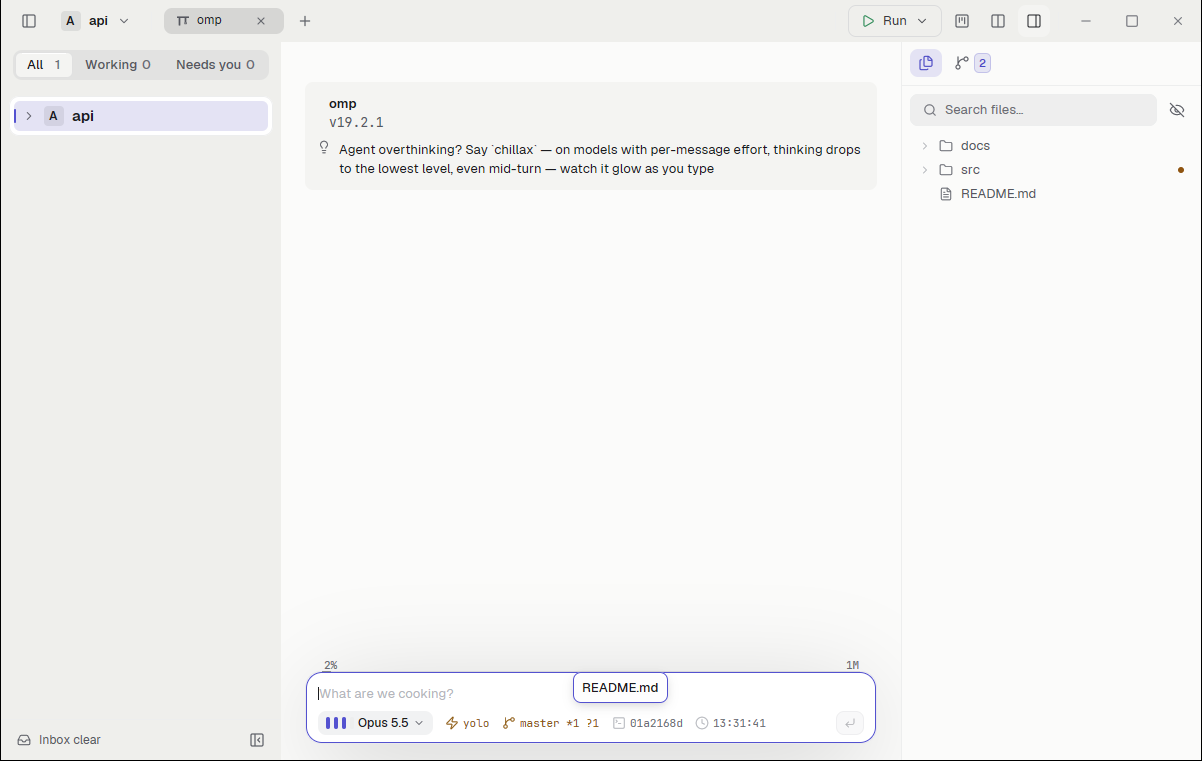 A api
omp
Run
All 1
Working 0
Needs you 0
A api
omp
v19.2.1
Agent overthinking? Say `chillax` — on models with per-message effort, thinking drops
to the lowest level, even mid-turn — watch it glow as you type
2
Search files...
docs
src
README.md
2%
1M
What are we cooking?
README.md
Opus 5.5
yolo
master *1 ?1
01a2168d
13:31:41
Inbox clear